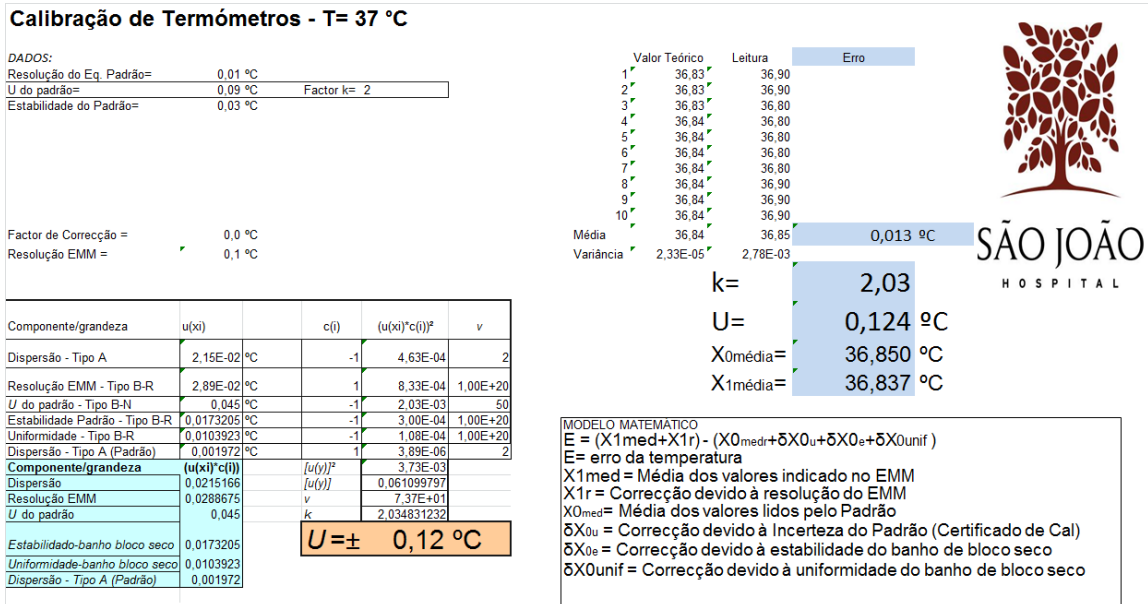 Calibração de Termómetros - T= 37 °C
DADOS:
Resolução do Eq. Padrão= 0,01 ºC
U do padrão= 0,09 ºC Factor k= 2
Estabilidade do Padrão= 0,03 ºC
Factor de Correcção = 0,0 ºC
Resolução EMM = 0,1 ºC
Valor Teórico Leitura Erro
1 36,83 36,90
2 36,83 36,90
3 36,83 36,80
4 36,84 36,80
5 36,84 36,80
6 36,84 36,80
7 36,84 36,80
8 36,84 36,90
9 36,84 36,90
10 36,84 36,90
Média 36,84 36,85 0,013 ºC
Variância 2,33E-05 2,78E-03
k= 2,03
U= 0,124 ºC
X0média= 36,850 ºC
X1média= 36,837 ºC
SÃO JOÃO
HOSPITAL
Componente/grandeza u(xi) c(i) (u(xi)*c(i))² v
Dispersão - Tipo A 2,15E-02 ºC -1 4,63E-04 2
Resolução EMM - Tipo B-R 2,89E-02 ºC 1 8,33E-04 1,00E+20
U do padrão - Tipo B-N 0,045 ºC -1 2,03E-03 50
Estabilidade Padrão - Tipo B-R 0,0173205 ºC -1 3,00E-04 1,00E+20
Uniformidade - Tipo B-R 0,0103923 ºC -1 1,08E-04 1,00E+20
Dispersão - Tipo A (Padrão) 0,001972 ºC 1 3,89E-06 2
Componente/grandeza (u(xi)*c(i)) [u(y)]² 3,73E-03
Dispersão 0,0215166 [u(y)] 0,061099797
Resolução EMM 0,0288675 v 7,37E+01
U do padrão 0,045 k 2,034831232
Estabilidado-banho bloco seco 0,0173205
U=± 0,12 ºC
Uniformidade-banho bloco seco 0,0103923
Dispersão - Tipo A (Padrão) 0,001972
MODELO MATEMÁTICO
E = (X1med+X1r) - (X0medr+δX0u+δX0e+δX0unif )
E= erro da temperatura
X1med = Média dos valores indicado no EMM
X1r = Correcção devido à resolução do EMM
X0med= Média dos valores lidos pelo Padrão
δX0u = Correcção devido à Incerteza do Padrão (Certificado de Cal)
δX0e = Correcção devido à estabilidade do banho de bloco seco
δX0unif = Correcção devido à uniformidade do banho de bloco seco